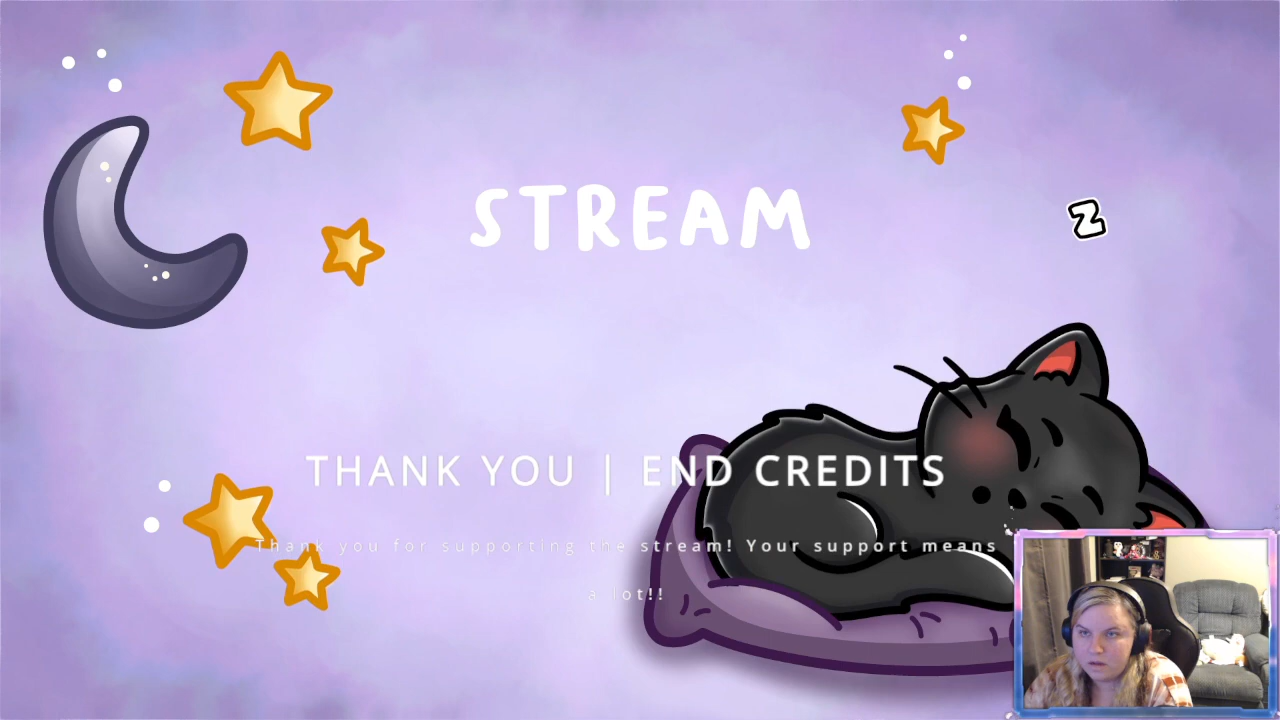 STREAM
Z
THANK YOU | END CREDITS
Thank you for supporting the stream! Your support means
a lot!!